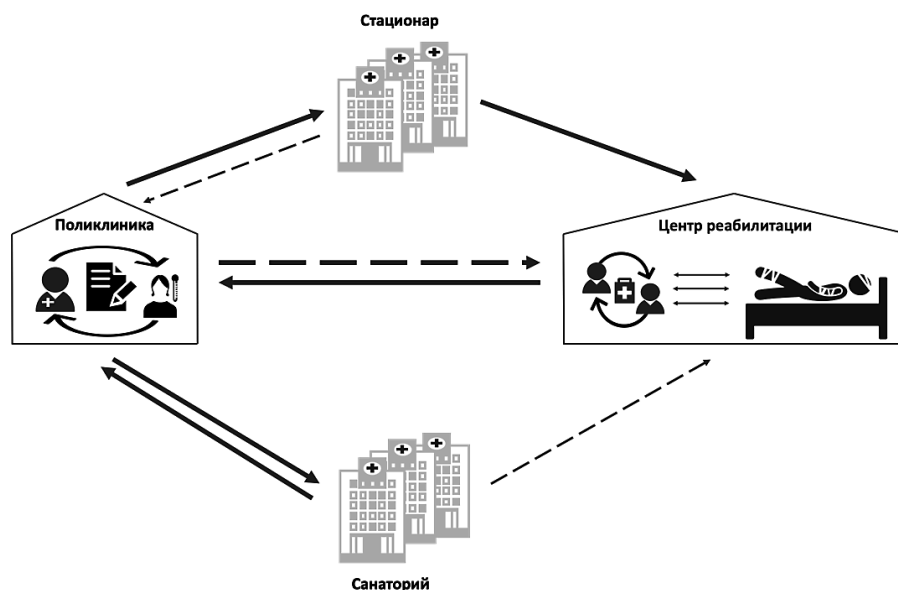 Стационар
Поликлиника
Центр реабилитации
Санаторий